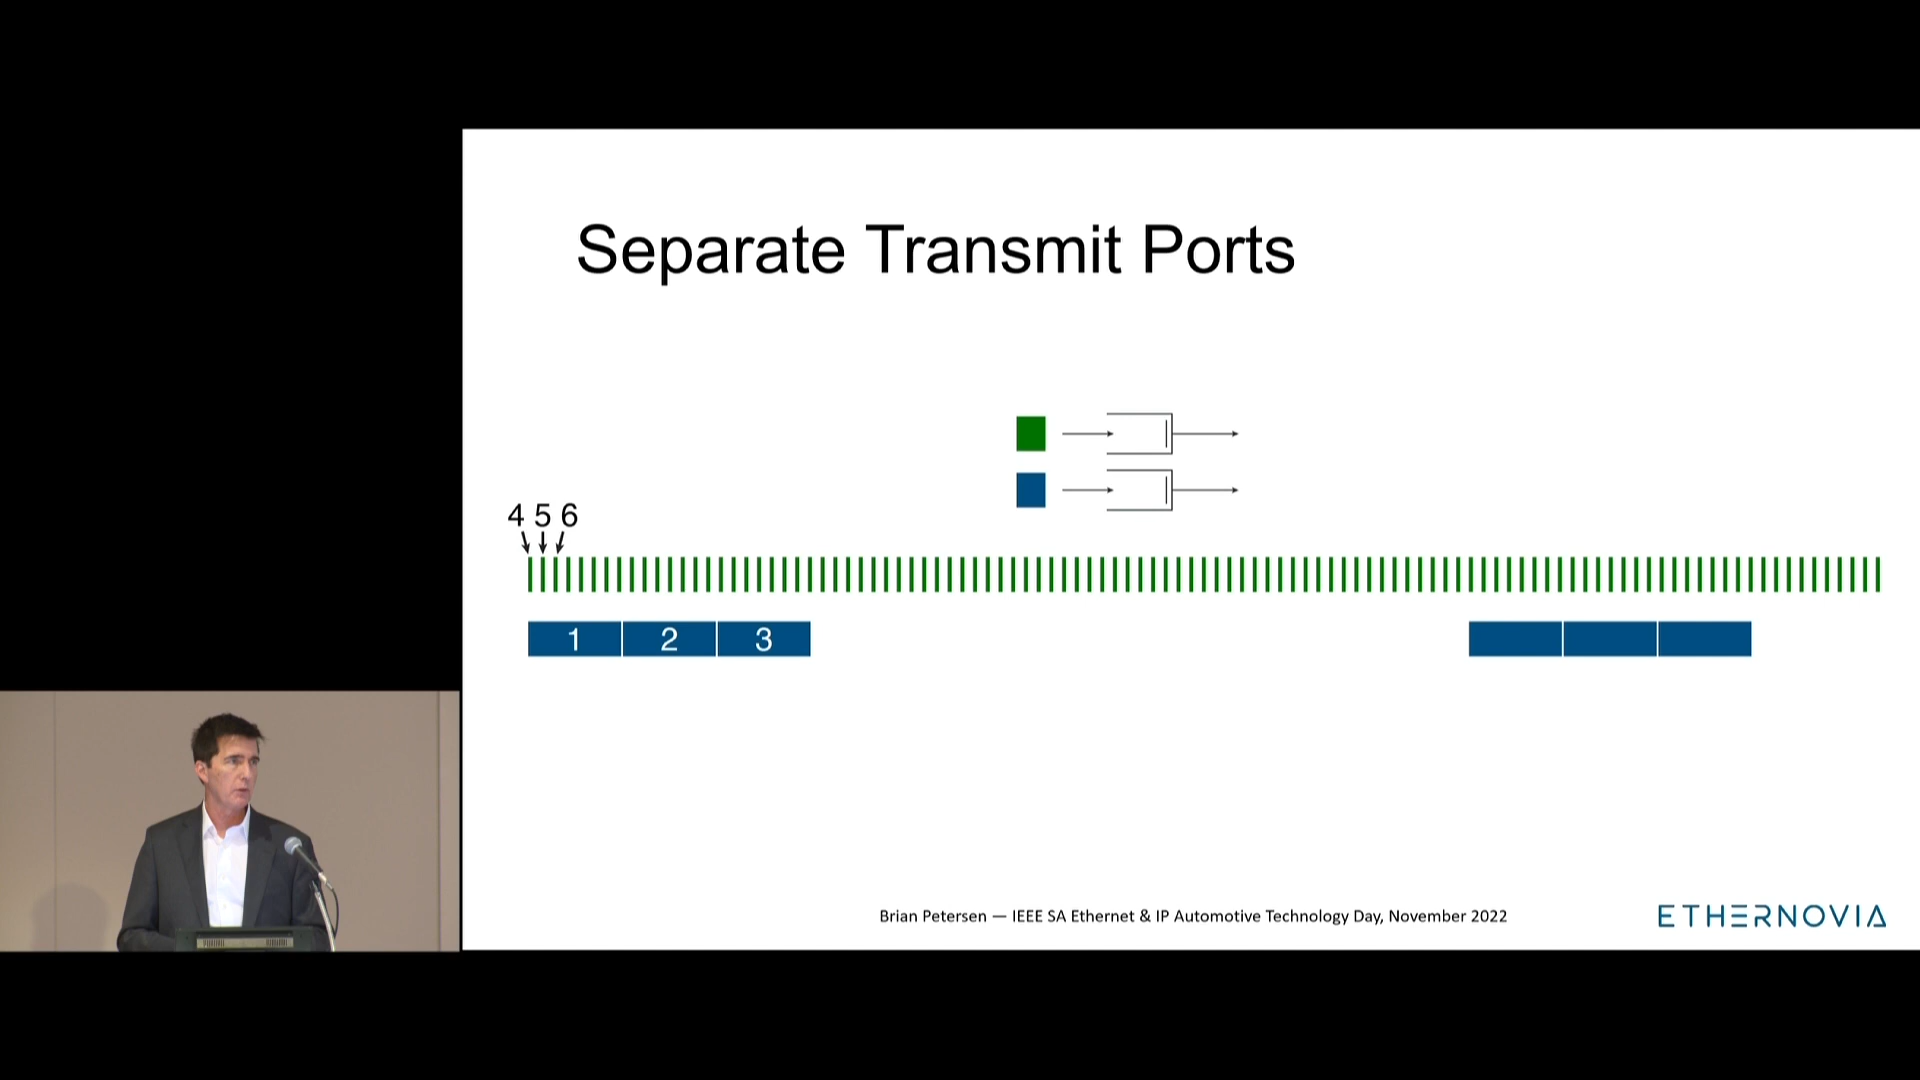 Separate Transmit Ports
4 5 6
1 2 3
Brian Petersen — IEEE SA Ethernet & IP Automotive Technology Day, November 2022
ETHERNOVIA